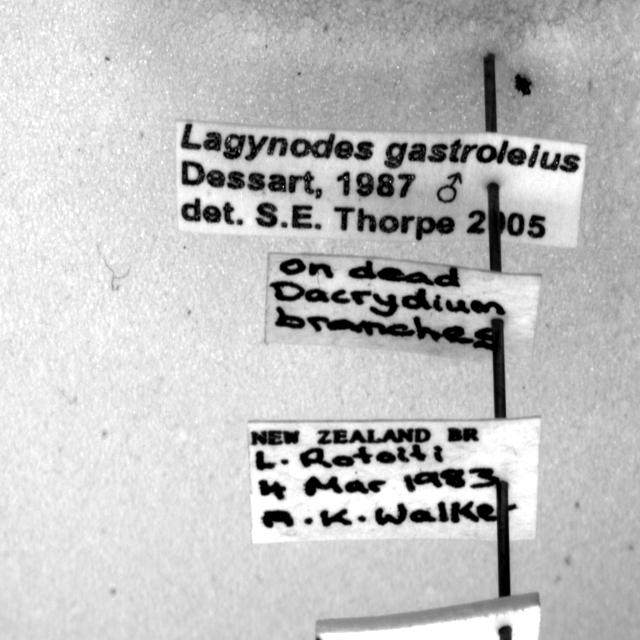 Lagynodes gastroleius
Dessart, 1987 ♂
det. S.E. Thorpe 2005
on dead
Dacrydium
branches
NEW ZEALAND BR
L. Rotoiti
4 Mar 1983
A.K. Walker